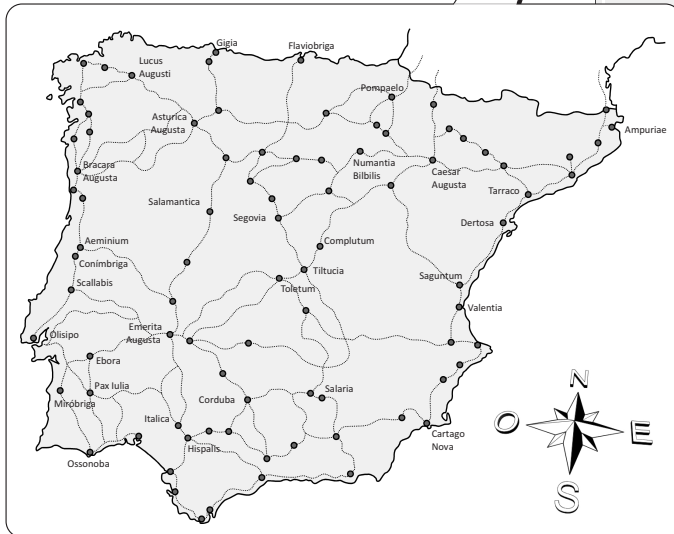 Gigia
Flaviobriga
Lucus
Augusti
Pompaelo
Asturica
Augusta
Ampuriae
Bracara
Augusta
Numantia
Bilbilis
Caesar
Augusta
Tarraco
Salamantica
Segovia
Dertosa
Aeminium
Conímbriga
Complutum
Tiltucia
Saguntum
Scallabis
Toletum
Valentia
Olisipo
Emerita
Augusta
Ebora
Pax Iulia
Miróbriga
Corduba
Salaria
Italica
Hispalis
Cartago
Nova
Ossonoba
N
O
E
S